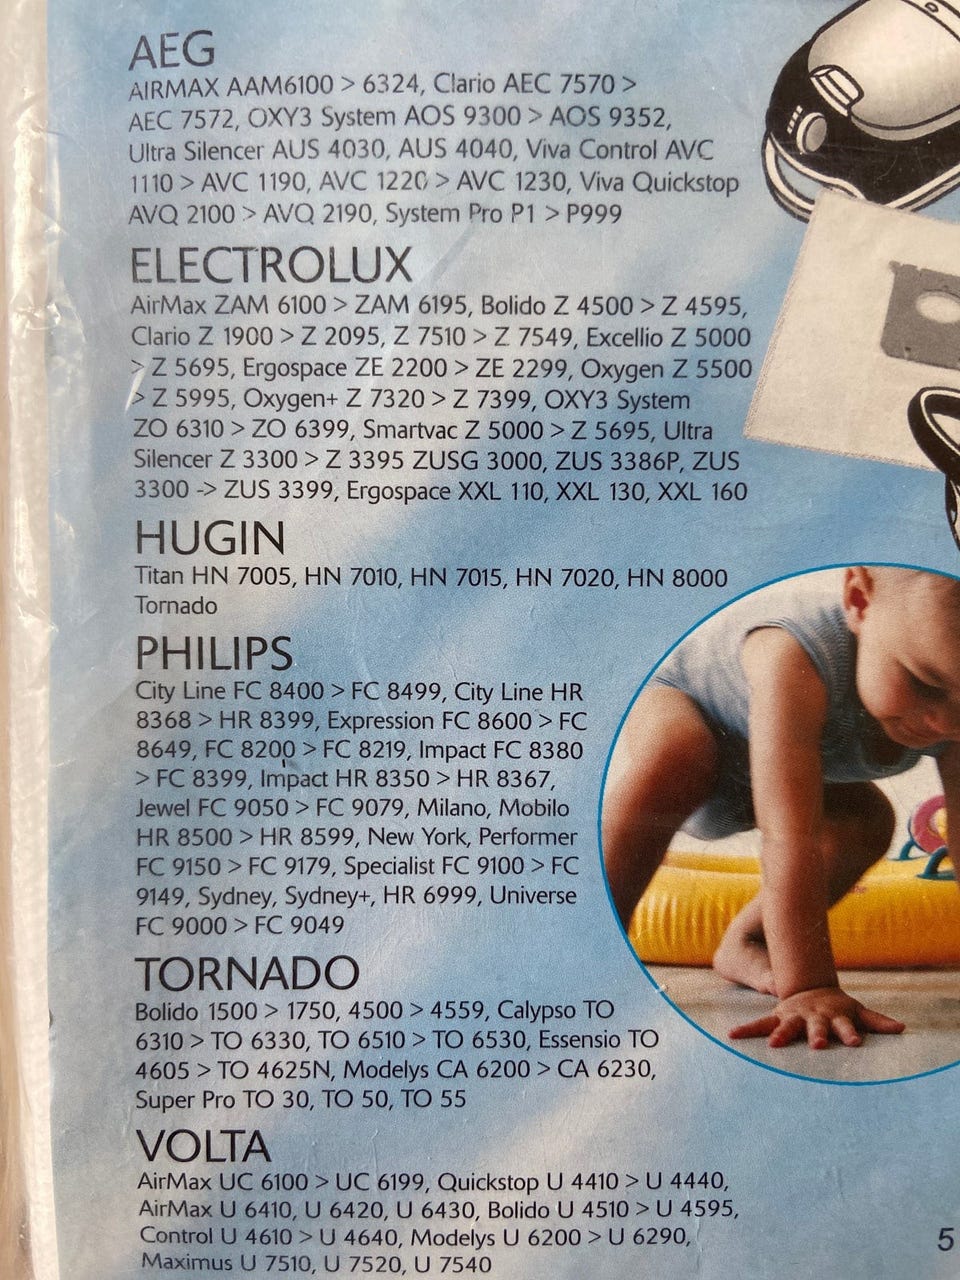 AEG
AIRMAX AAM6100 > 6324, Clario AEC 7570 >
AEC 7572, OXY3 System AOS 9300 > AOS 9352,
Ultra Silencer AUS 4030, AUS 4040, Viva Control AVC
1110 > AVC 1190, AVC 1220 > AVC 1230, Viva Quickstop
AVQ 2100 > AVQ 2190, System Pro P1 > P999
ELECTROLUX
AirMax ZAM 6100 > ZAM 6195, Bolido Z 4500 > Z 4595,
Clario Z 1900 > Z 2095, Z 7510 > Z 7549, Excellio Z 5000
> Z 5695, Ergospace ZE 2200 > ZE 2299, Oxygen Z 5500
> Z 5995, Oxygen+ Z 7320 > Z 7399, OXY3 System
ZO 6310 > ZO 6399, Smartvac Z 5000 > Z 5695, Ultra
Silencer Z 3300 > Z 3395 ZUSG 3000, ZUS 3386P, ZUS
3300 -> ZUS 3399, Ergospace XXL 110, XXL 130, XXL 160
HUGIN
Titan HN 7005, HN 7010, HN 7015, HN 7020, HN 8000
Tornado
PHILIPS
City Line FC 8400 > FC 8499, City Line HR
8368 > HR 8399, Expression FC 8600 > FC
8649, FC 8200 > FC 8219, Impact FC 8380
> FC 8399, Impact HR 8350 > HR 8367,
Jewel FC 9050 > FC 9079, Milano, Mobilo
HR 8500 > HR 8599, New York, Performer
FC 9150 > FC 9179, Specialist FC 9100 > FC
9149, Sydney, Sydney+, HR 6999, Universe
FC 9000 > FC 9049
TORNADO
Bolido 1500 > 1750, 4500 > 4559, Calypso TO
6310 > TO 6330, TO 6510 > TO 6530, Essensio TO
4605 > TO 4625N, Modelys CA 6200 > CA 6230,
Super Pro TO 30, TO 50, TO 55
VOLTA
AirMax UC 6100 > UC 6199, Quickstop U 4410 > U 4440,
AirMax U 6410, U 6420, U 6430, Bolido U 4510 > U 4595,
Control U 4610 > U 4640, Modelys U 6200 > U 6290,
Maximus U 7510, U 7520, U 7540
5